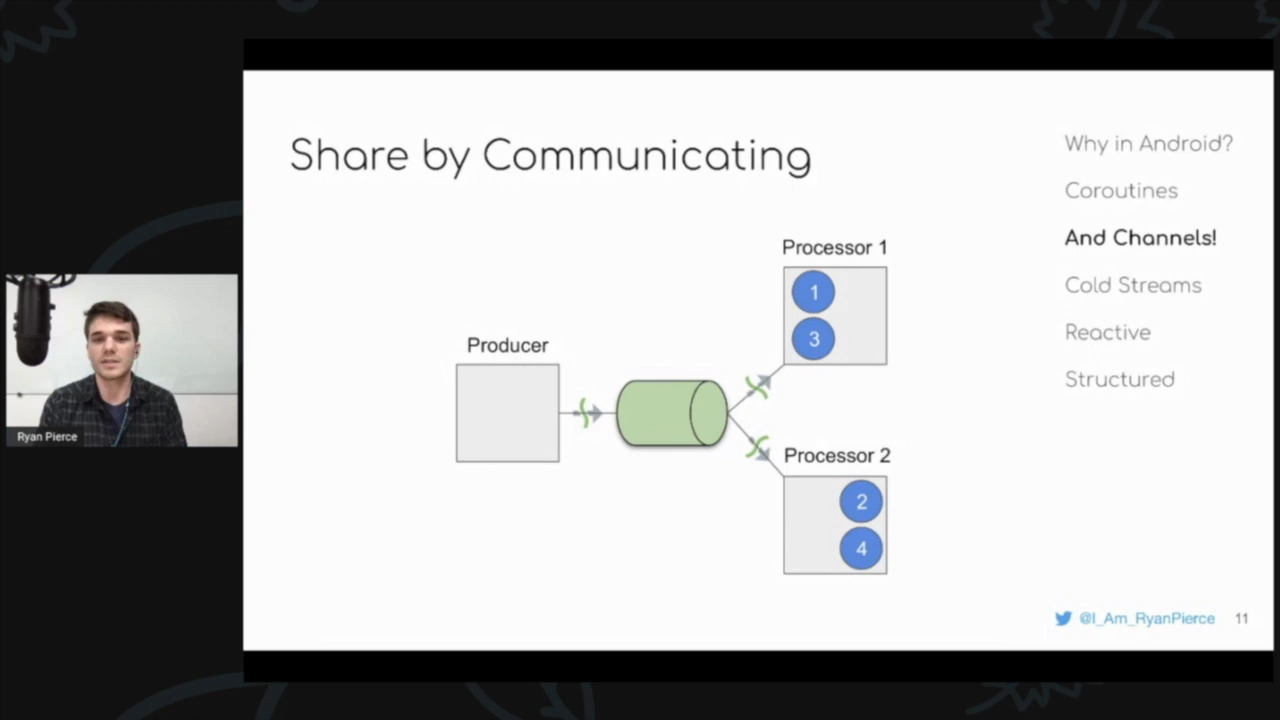 Share by Communicating
Why in Android?
Coroutines
And Channels!
Cold Streams
Reactive
Structured
Processor 1
1
3
Producer
Processor 2
2
4
Ryan Pierce
@I_Am_RyanPierce 11